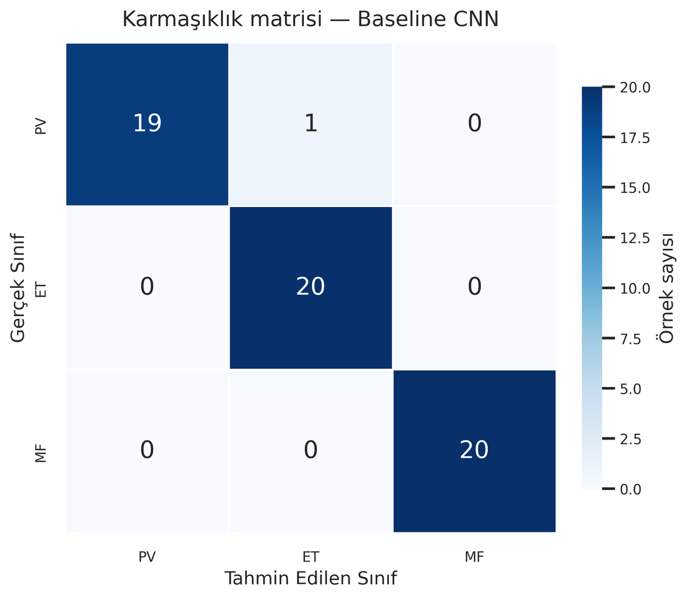 Karmaşıklık matrisi — Baseline CNN
Gerçek Sınıf
PV
19 1 0
ET
0 20 0
MF
0 0 20
PV ET MF
Tahmin Edilen Sınıf
20.0
17.5
15.0
12.5
10.0
7.5
5.0
2.5
0.0
Örnek sayısı